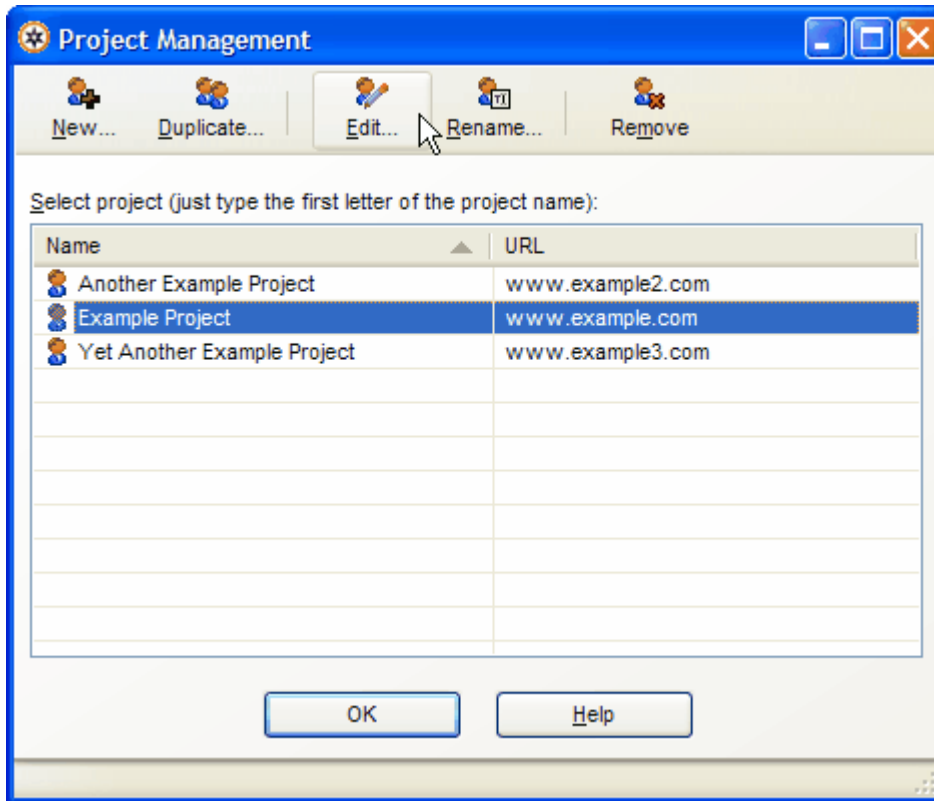 Project Management
New... Duplicate... Edit... Rename... Remove
Select project (just type the first letter of the project name):
Name URL
Another Example Project www.example2.com
Example Project www.example.com
Yet Another Example Project www.example3.com
OK Help